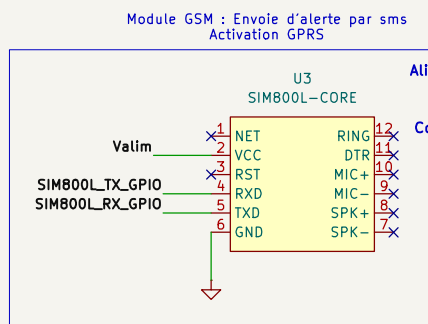 Module GSM : Envoie d'alerte par sms
Activation GPRS
Ali
U3
SIM800L-CORE
Co
1 NET RING 12
Valim 2 VCC DTR 11
3 RST MIC+ 10
SIM800L_TX_GPIO 4 RXD MIC- 9
SIM800L_RX_GPIO 5 TXD SPK+ 8
6 GND SPK- 7